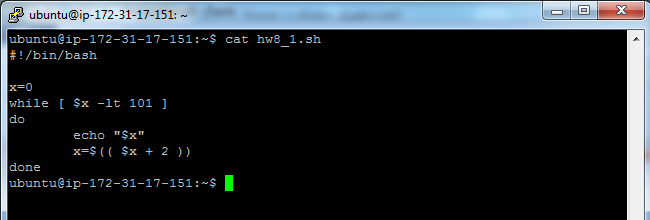 ubuntu@ip-172-31-17-151: ~
ubuntu@ip-172-31-17-151:~$ cat hw8_1.sh
#!/bin/bash

x=0
while [ $x -lt 101 ]
do
        echo "$x"
        x=$(( $x + 2 ))
done
ubuntu@ip-172-31-17-151:~$